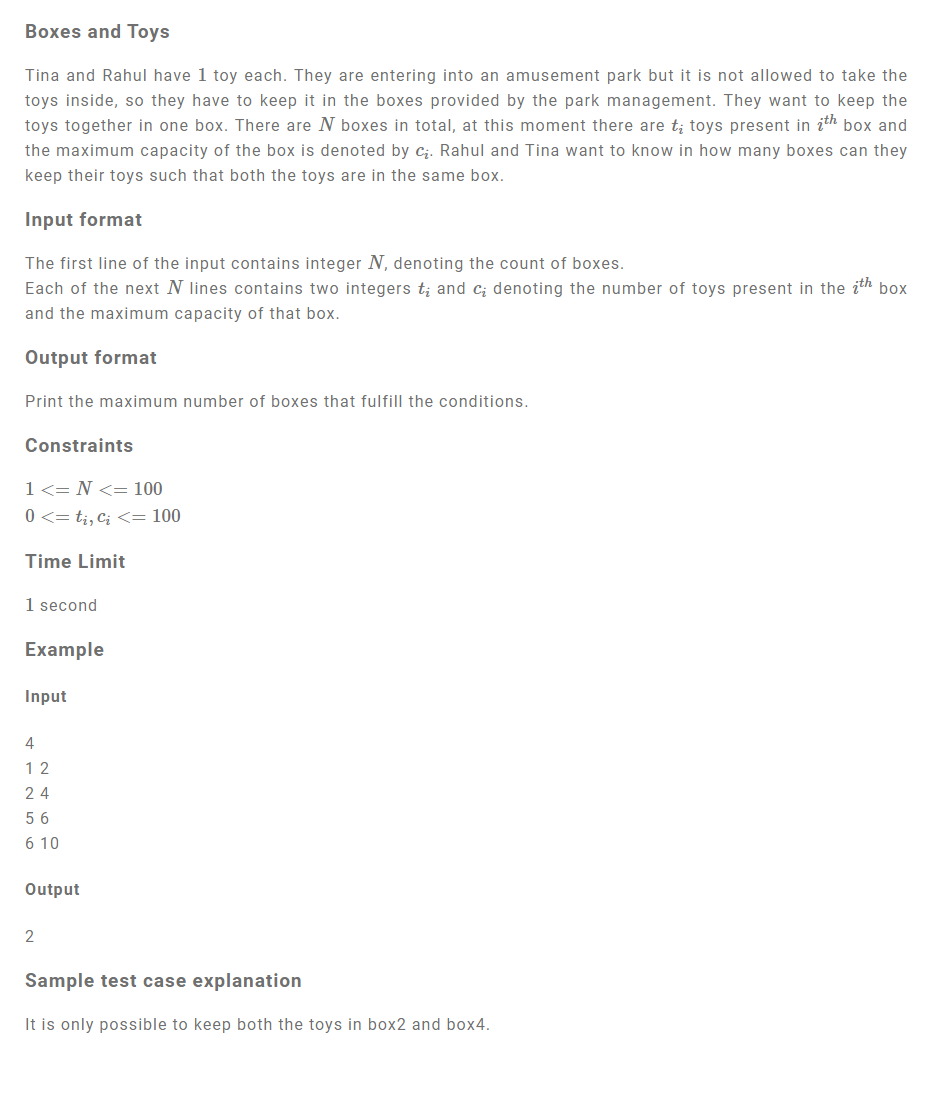 Boxes and Toys
Tina and Rahul have 1 toy each. They are entering into an amusement park but it is not allowed to take the
toys inside, so they have to keep it in the boxes provided by the park management. They want to keep the
toys together in one box. There are N boxes in total, at this moment there are t_i toys present in i^{th} box and
the maximum capacity of the box is denoted by c_i. Rahul and Tina want to know in how many boxes can they
keep their toys such that both the toys are in the same box.
Input format
The first line of the input contains integer N, denoting the count of boxes.
Each of the next N lines contains two integers t_i and c_i denoting the number of toys present in the i^{th} box
and the maximum capacity of that box.
Output format
Print the maximum number of boxes that fulfill the conditions.
Constraints
1 <= N <= 100
0 <= t_i, c_i <= 100
Time Limit
1 second
Example
Input
4
1 2
2 4
5 6
6 10
Output
2
Sample test case explanation
It is only possible to keep both the toys in box2 and box4.